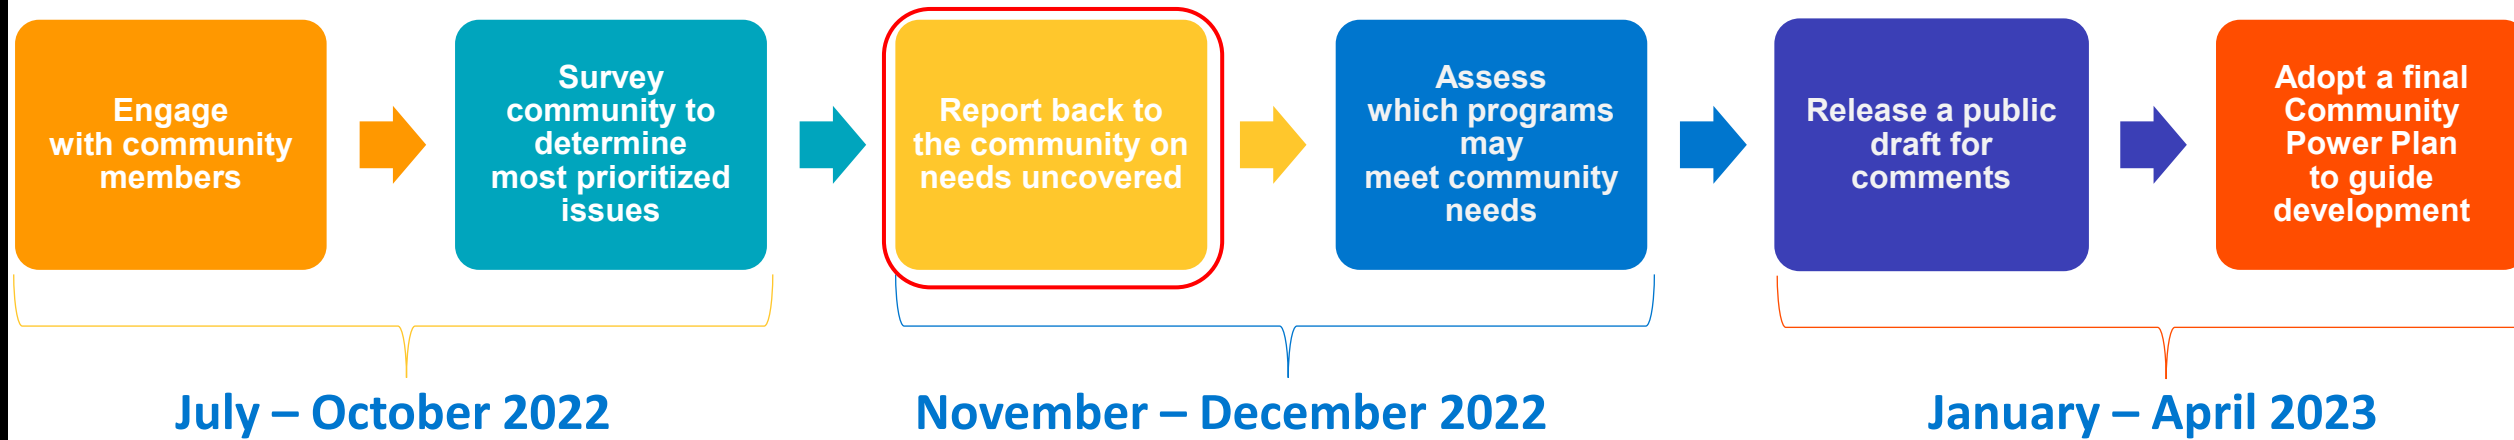 Engage
with community
members
Survey
community to
determine
most prioritized
issues
Report back to
the community on
needs uncovered
Assess
which programs
may
meet community
needs
Release a public
draft for
comments
Adopt a final
Community
Power Plan
to guide
development
July – October 2022
November – December 2022
January – April 2023